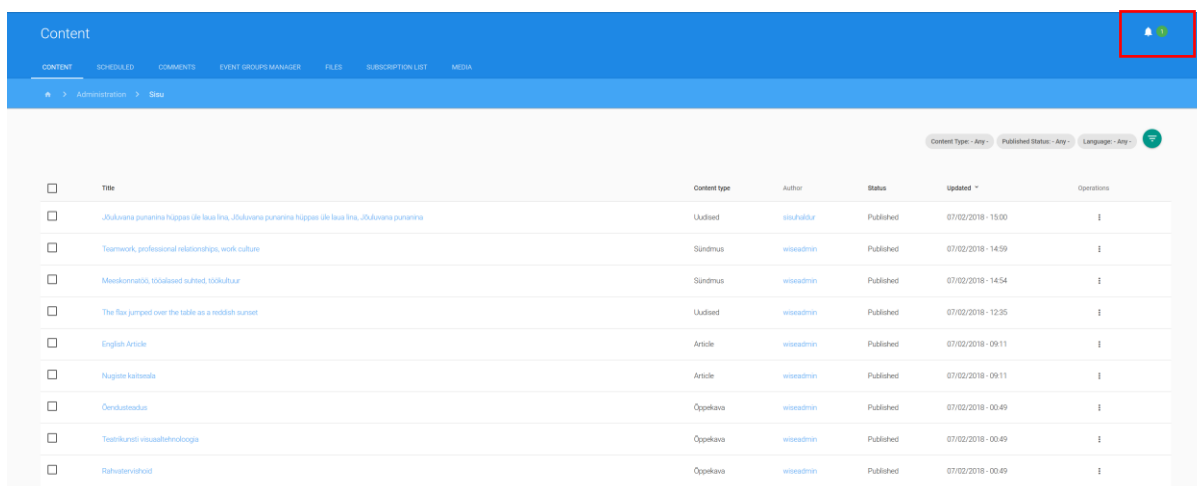 Content
1
CONTENT SCHEDULED COMMENTS EVENT GROUPS MANAGER FILES SUBSCRIPTION LIST MEDIA
> Administration > Sisu
Content Type: - Any - Published Status: - Any - Language: - Any -
Title Content type Author Status Updated Operations
Jõuluvana punanina hüppas üle laua lina, Jõuluvana punanina hüppas üle laua lina, Jõuluvana punanina Uudised sisuhaldur Published 07/02/2018 - 15:00
Teamwork, professional relationships, work culture Sündmus wiseadmin Published 07/02/2018 - 14:59
Meeskonnatöö, tööalased suhted, töökultuur Sündmus wiseadmin Published 07/02/2018 - 14:54
The flax jumped over the table as a reddish sunset Uudised wiseadmin Published 07/02/2018 - 12:35
English Article Article wiseadmin Published 07/02/2018 - 09:11
Nugiste kaitseala Article wiseadmin Published 07/02/2018 - 09:11
Õendusteadus Õppekava wiseadmin Published 07/02/2018 - 00:49
Teatrikunsti visuaaltehnoloogia Õppekava wiseadmin Published 07/02/2018 - 00:49
Rahvatervishoid Õppekava wiseadmin Published 07/02/2018 - 00:49